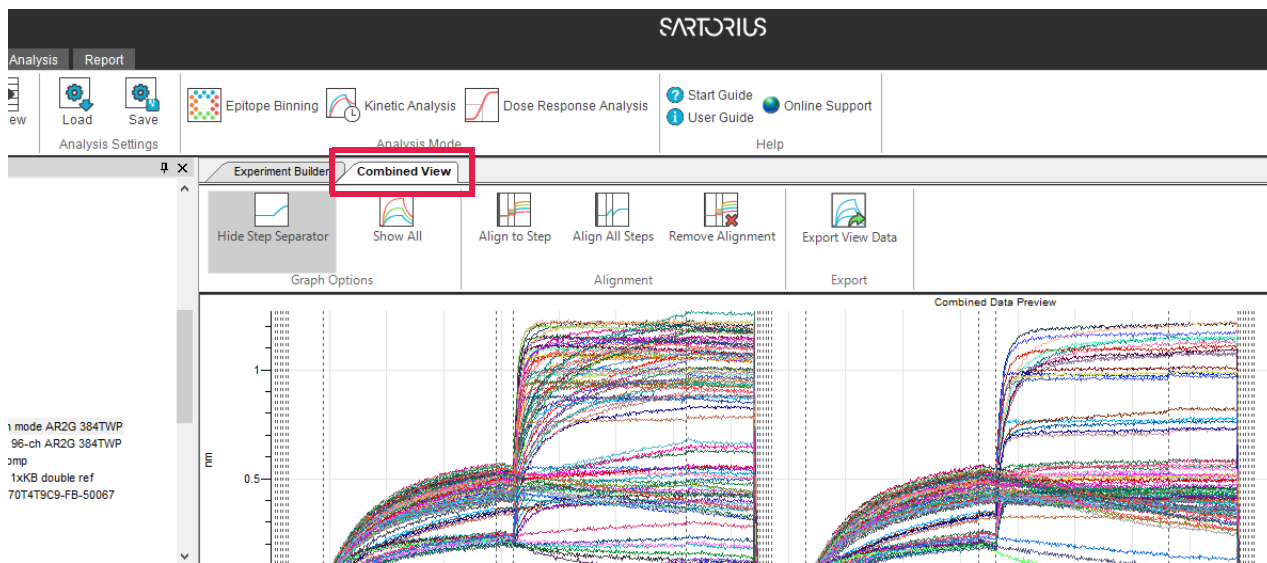 SARTORIUS
Analysis Report
ew
Load Save
Analysis Settings
Epitope Binning Kinetic Analysis Dose Response Analysis
Analysis Mode
Start Guide
User Guide
Online Support
Help
Experiment Builder Combined View
Hide Step Separator Show All
Graph Options
Align to Step Align All Steps Remove Alignment
Alignment
Export View Data
Export
Combined Data Preview
1
nm
0.5
n mode AR2G 384TWP
96-ch AR2G 384TWP
omp
1xKB double ref
70T4T9C9-FB-50067